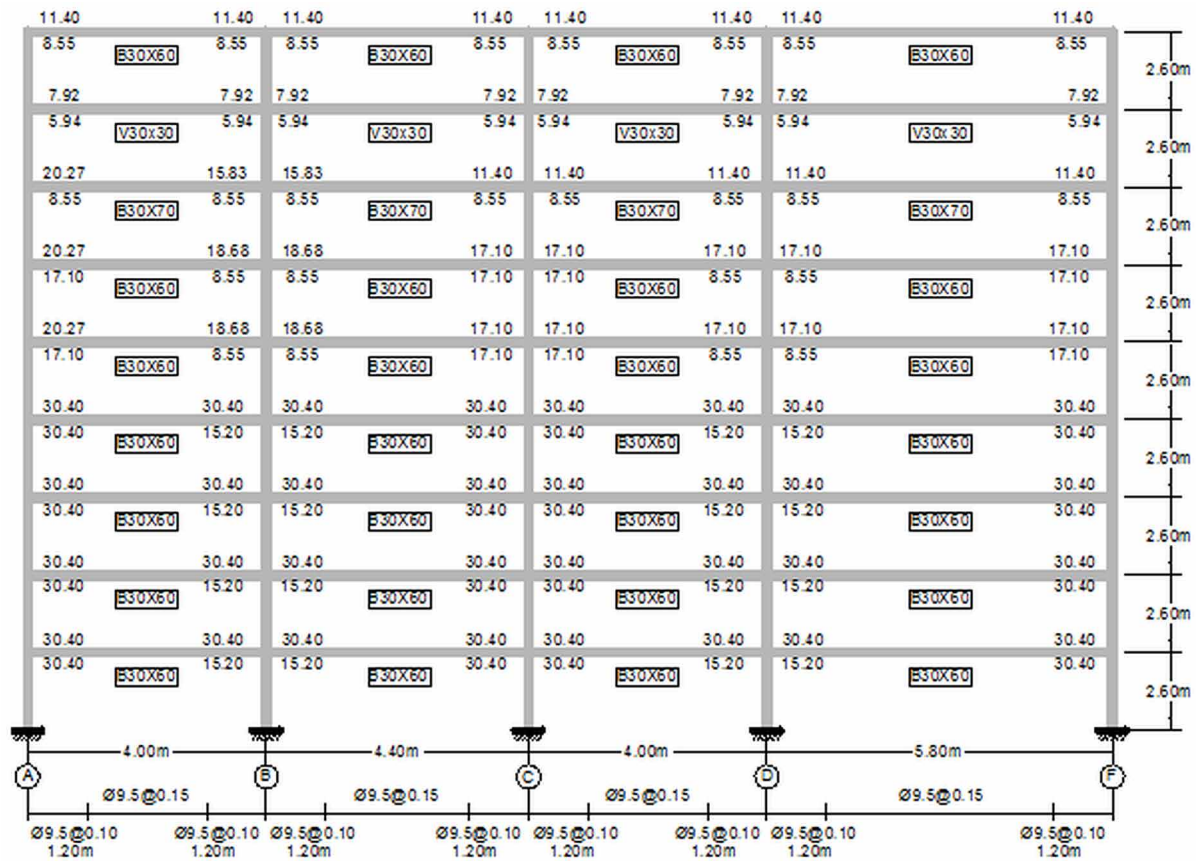 11.40 11.40 11.40 11.40 11.40 11.40 11.40 11.40
8.55 8.55 8.55 8.55 8.55 8.55 8.55 8.55
B30X60 B30X60 B30X60 B30X60
2.60m
7.92 7.92 7.92 7.92 7.92 7.92 7.92 7.92
5.94 5.94 5.94 5.94 5.94 5.94 5.94 5.94
V30x30 V30x30 V30x30 V30x30
2.60m
20.27 15.83 15.83 11.40 11.40 11.40 11.40 11.40
8.55 8.55 8.55 8.55 8.55 8.55 8.55 8.55
B30X70 B30X70 B30X70 B30X70
2.60m
20.27 18.68 18.68 17.10 17.10 17.10 17.10 17.10
17.10 8.55 8.55 17.10 17.10 8.55 8.55 17.10
B30X60 B30X60 B30X60 B30X60
2.60m
20.27 18.68 18.68 17.10 17.10 17.10 17.10 17.10
17.10 8.55 8.55 17.10 17.10 8.55 8.55 17.10
B30X60 B30X60 B30X60 B30X60
2.60m
30.40 30.40 30.40 30.40 30.40 30.40 30.40 30.40
30.40 15.20 15.20 30.40 30.40 15.20 15.20 30.40
B30X60 B30X60 B30X60 B30X60
2.60m
30.40 30.40 30.40 30.40 30.40 30.40 30.40 30.40
30.40 15.20 15.20 30.40 30.40 15.20 15.20 30.40
B30X60 B30X60 B30X60 B30X60
2.60m
30.40 30.40 30.40 30.40 30.40 30.40 30.40 30.40
30.40 15.20 15.20 30.40 30.40 15.20 15.20 30.40
B30X60 B30X60 B30X60 B30X60
2.60m
30.40 30.40 30.40 30.40 30.40 30.40 30.40 30.40
30.40 15.20 15.20 30.40 30.40 15.20 15.20 30.40
B30X60 B30X60 B30X60 B30X60
2.60m
4.00m 4.40m 4.00m 5.80m
A B C D F
Ø9.5@0.15 Ø9.5@0.15 Ø9.5@0.15 Ø9.5@0.15
Ø9.5@0.10 Ø9.5@0.10 Ø9.5@0.10 Ø9.5@0.10 Ø9.5@0.10 Ø9.5@0.10 Ø9.5@0.10 Ø9.5@0.10
1.20m 1.20m 1.20m 1.20m 1.20m 1.20m 1.20m 1.20m